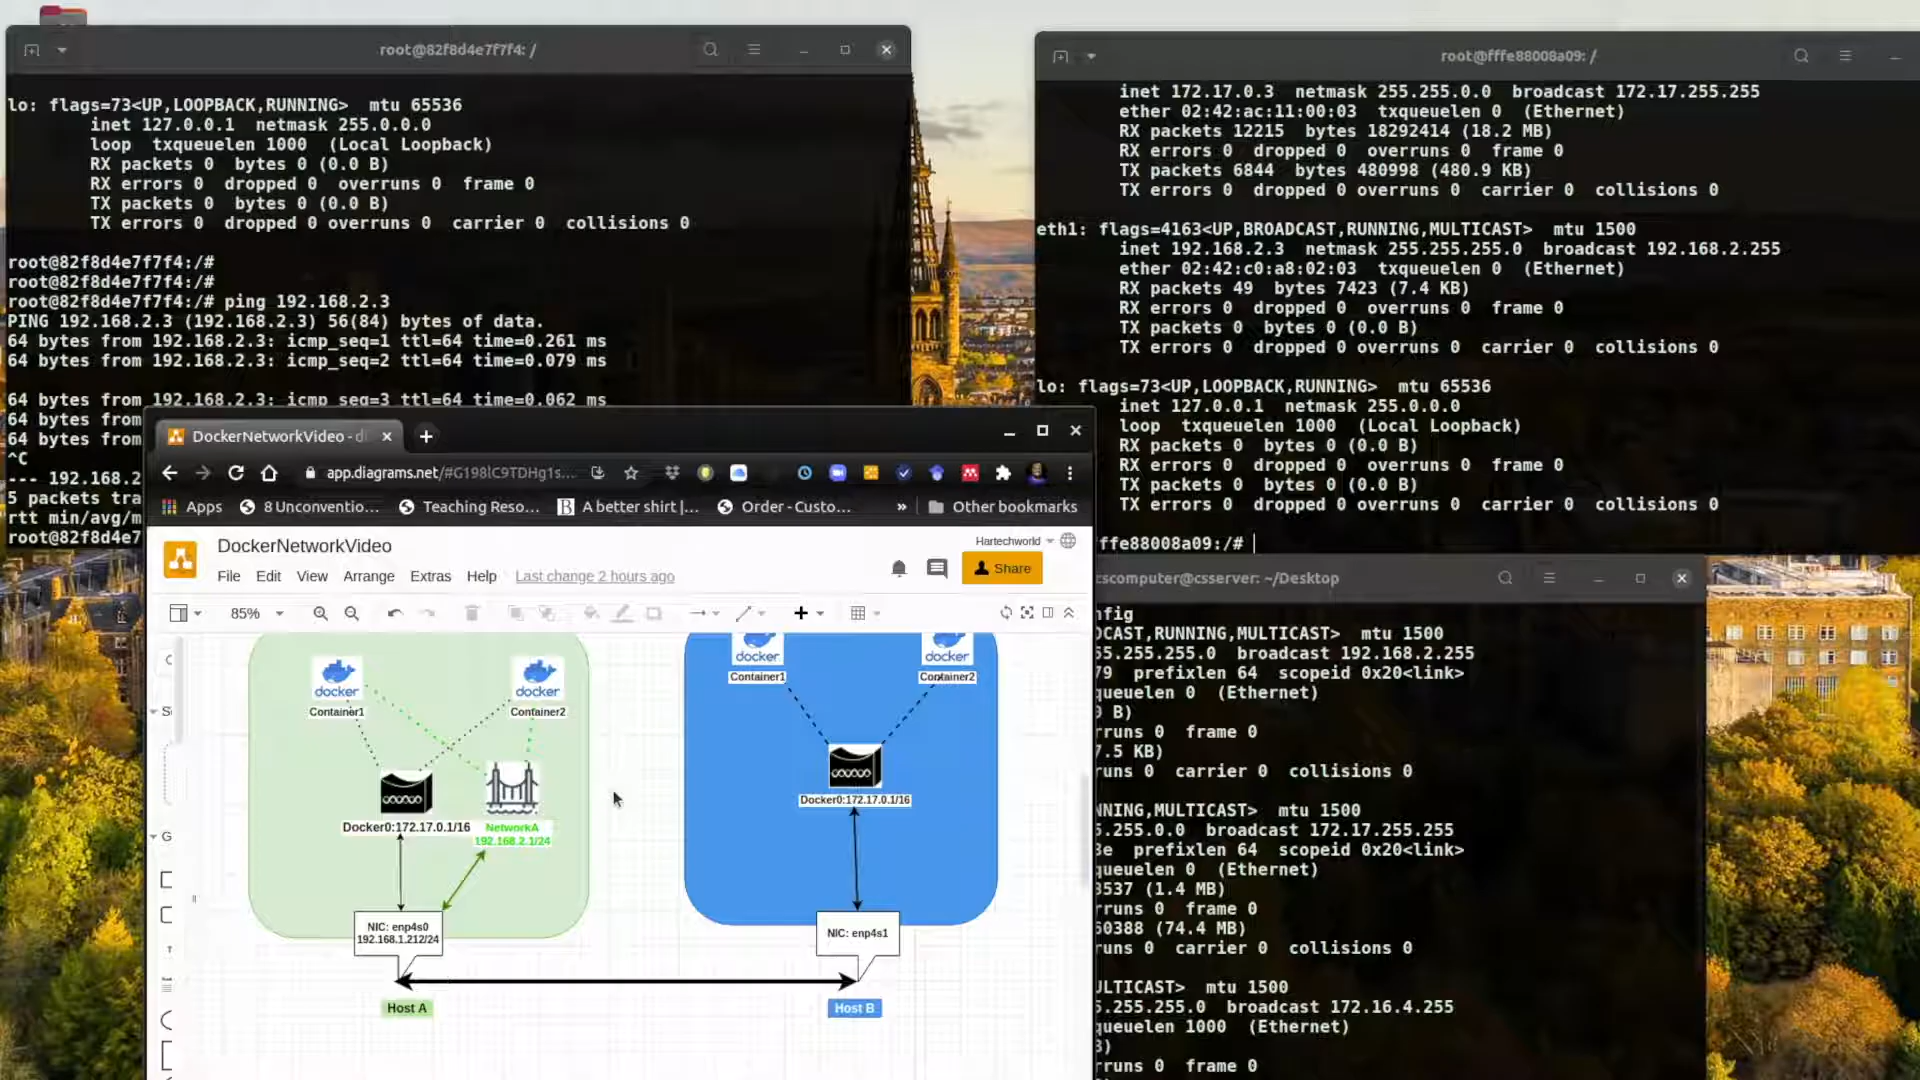 root@82f8d4e7f7f4: /
lo: flags=73<UP,LOOPBACK,RUNNING>  mtu 65536
inet 127.0.0.1  netmask 255.0.0.0
loop  txqueuelen 1000  (Local Loopback)
RX packets 0  bytes 0 (0.0 B)
RX errors 0  dropped 0  overruns 0  frame 0
TX packets 0  bytes 0 (0.0 B)
TX errors 0  dropped 0 overruns 0  carrier 0  collisions 0
root@82f8d4e7f7f4:/#
root@82f8d4e7f7f4:/#
root@82f8d4e7f7f4:/# ping 192.168.2.3
PING 192.168.2.3 (192.168.2.3) 56(84) bytes of data.
64 bytes from 192.168.2.3: icmp_seq=1 ttl=64 time=0.261 ms
64 bytes from 192.168.2.3: icmp_seq=2 ttl=64 time=0.079 ms
64 bytes from 192.168.2.3: icmp_seq=3 ttl=64 time=0.062 ms
64 bytes from
64 bytes from
^C
--- 192.168.2
5 packets tra
rtt min/avg/m
root@82f8d4e7
root@fffe88008a09: /
inet 172.17.0.3  netmask 255.255.0.0  broadcast 172.17.255.255
ether 02:42:ac:11:00:03  txqueuelen 0  (Ethernet)
RX packets 12215  bytes 18292414 (18.2 MB)
RX errors 0  dropped 0  overruns 0  frame 0
TX packets 6844  bytes 480998 (480.9 KB)
TX errors 0  dropped 0 overruns 0  carrier 0  collisions 0
eth1: flags=4163<UP,BROADCAST,RUNNING,MULTICAST>  mtu 1500
inet 192.168.2.3  netmask 255.255.255.0  broadcast 192.168.2.255
ether 02:42:c0:a8:02:03  txqueuelen 0  (Ethernet)
RX packets 49  bytes 7423 (7.4 KB)
RX errors 0  dropped 0  overruns 0  frame 0
TX packets 0  bytes 0 (0.0 B)
TX errors 0  dropped 0 overruns 0  carrier 0  collisions 0
lo: flags=73<UP,LOOPBACK,RUNNING>  mtu 65536
inet 127.0.0.1  netmask 255.0.0.0
loop  txqueuelen 1000  (Local Loopback)
RX packets 0  bytes 0 (0.0 B)
RX errors 0  dropped 0  overruns 0  frame 0
TX packets 0  bytes 0 (0.0 B)
TX errors 0  dropped 0 overruns 0  carrier 0  collisions 0
ffe88008a09:/#
DockerNetworkVideo - d
app.diagrams.net/#G198lC9TDHg1s...
Apps  8 Unconventio...  Teaching Reso...  A better shirt |...  Order - Custo...  »  Other bookmarks
DockerNetworkVideo
Hartechworld
File  Edit  View  Arrange  Extras  Help  Last change 2 hours ago
Share
85%
docker  docker
Container1  Container2
Docker0:172.17.0.1/16
NetworkA
192.168.2.1/24
NIC: enp4s0
192.168.1.212/24
Host A
docker  docker
Container1  Container2
Docker0:172.17.0.1/16
NIC: enp4s1
Host B
cscomputer@csserver: ~/Desktop
nfig
DCAST,RUNNING,MULTICAST>  mtu 1500
55.255.255.0  broadcast 192.168.2.255
79  prefixlen 64  scopeid 0x20<link>
queuelen 0  (Ethernet)
0 B)
rruns 0  frame 0
7.5 KB)
runs 0  carrier 0  collisions 0
NNING,MULTICAST>  mtu 1500
5.255.0.0  broadcast 172.17.255.255
3e  prefixlen 64  scopeid 0x20<link>
queuelen 0  (Ethernet)
3537 (1.4 MB)
rruns 0  frame 0
60388 (74.4 MB)
runs 0  carrier 0  collisions 0
ULTICAST>  mtu 1500
5.255.255.0  broadcast 172.16.4.255
queuelen 1000  (Ethernet)
B)
rruns 0  frame 0